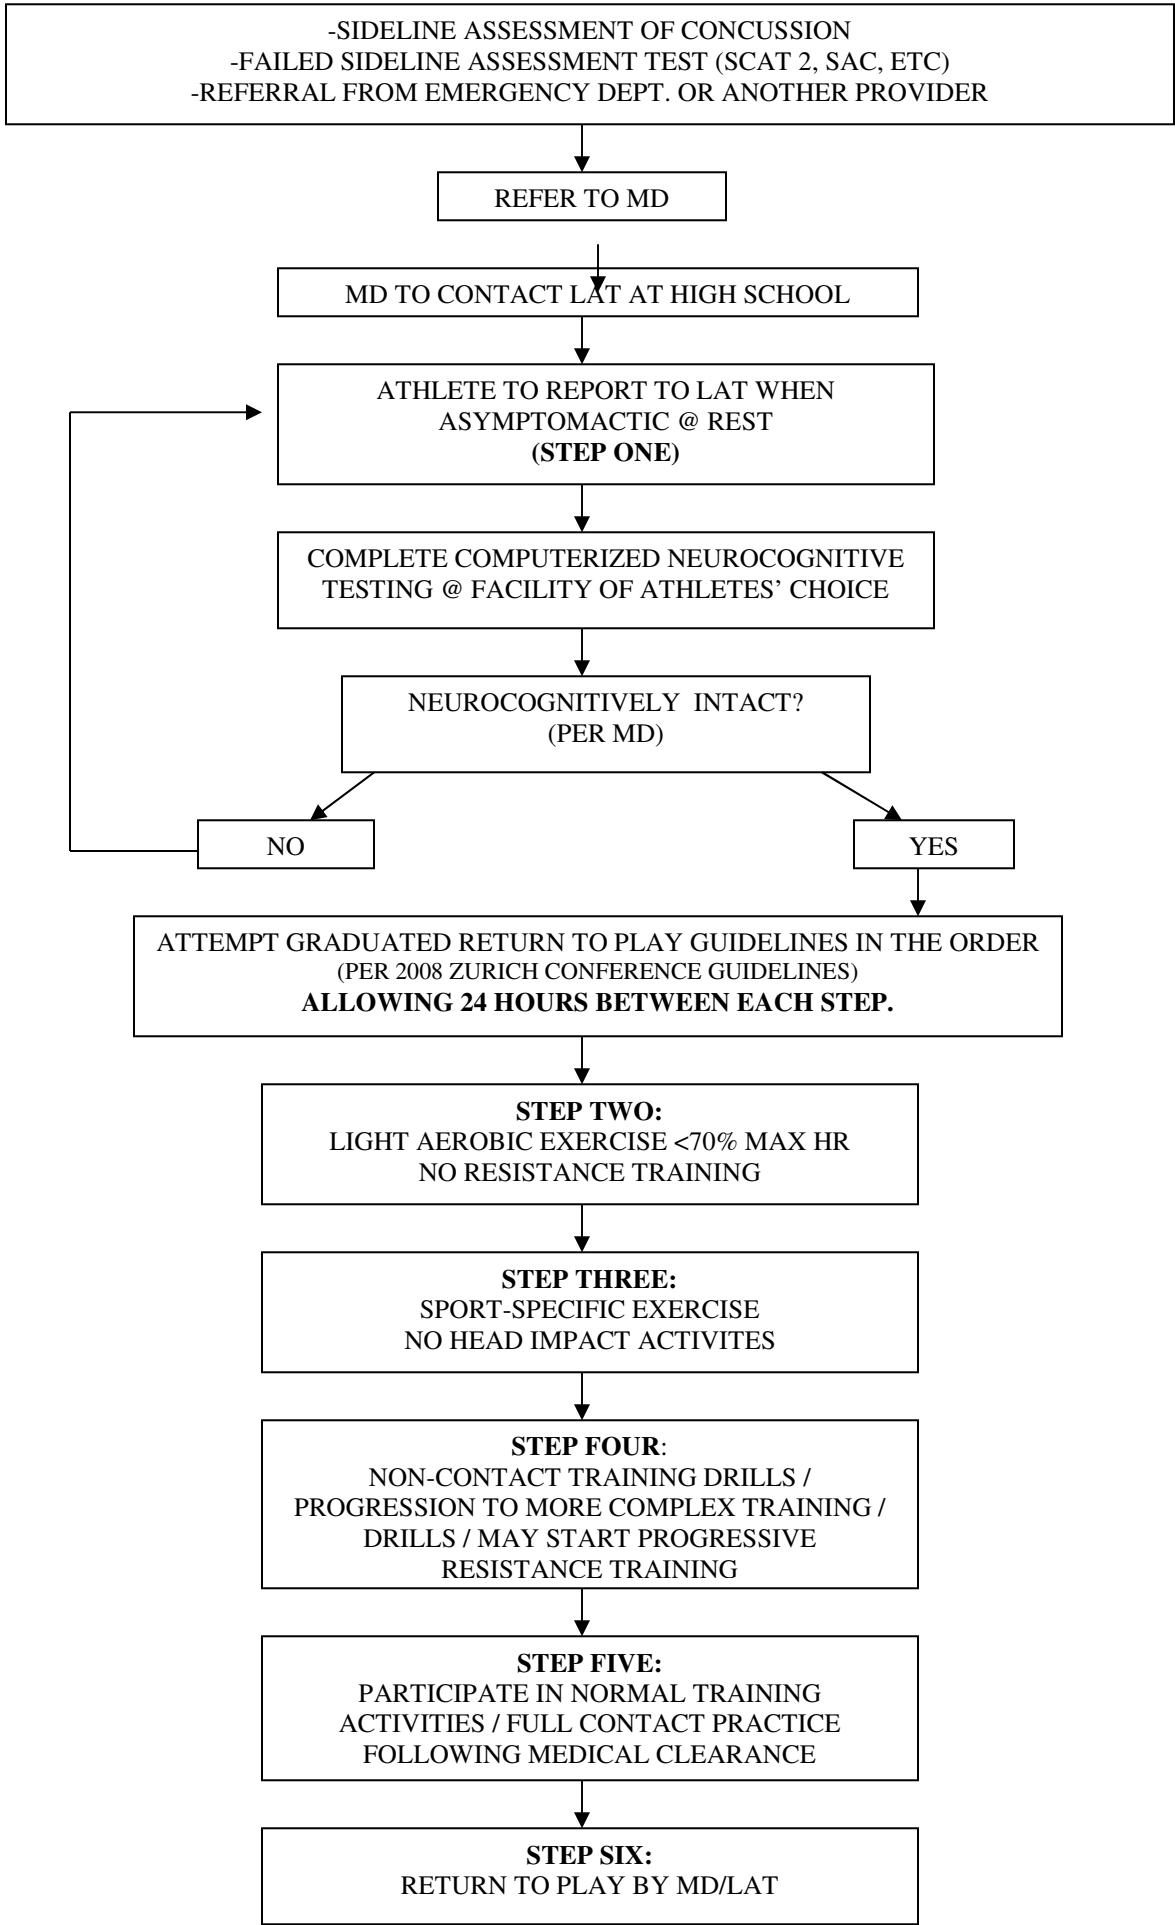 -SIDELINE ASSESSMENT OF CONCUSSION
-FAILED SIDELINE ASSESSMENT TEST (SCAT 2, SAC, ETC)
-REFERRAL FROM EMERGENCY DEPT. OR ANOTHER PROVIDER
REFER TO MD
MD TO CONTACT LAT AT HIGH SCHOOL
ATHLETE TO REPORT TO LAT WHEN
ASYMPTOMACTIC @ REST
(STEP ONE)
COMPLETE COMPUTERIZED NEUROCOGNITIVE
TESTING @ FACILITY OF ATHLETES’ CHOICE
NEUROCOGNITIVELY INTACT?
(PER MD)
NO
YES
ATTEMPT GRADUATED RETURN TO PLAY GUIDELINES IN THE ORDER
(PER 2008 ZURICH CONFERENCE GUIDELINES)
ALLOWING 24 HOURS BETWEEN EACH STEP.
STEP TWO:
LIGHT AEROBIC EXERCISE <70% MAX HR
NO RESISTANCE TRAINING
STEP THREE:
SPORT-SPECIFIC EXERCISE
NO HEAD IMPACT ACTIVITES
STEP FOUR:
NON-CONTACT TRAINING DRILLS /
PROGRESSION TO MORE COMPLEX TRAINING /
DRILLS / MAY START PROGRESSIVE
RESISTANCE TRAINING
STEP FIVE:
PARTICIPATE IN NORMAL TRAINING
ACTIVITIES / FULL CONTACT PRACTICE
FOLLOWING MEDICAL CLEARANCE
STEP SIX:
RETURN TO PLAY BY MD/LAT